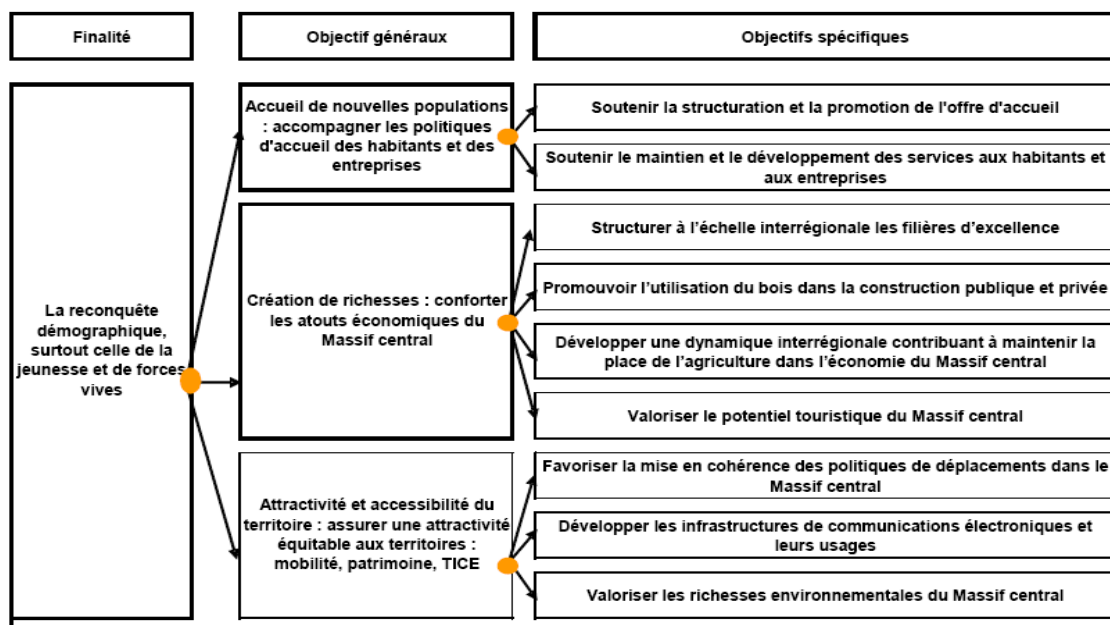 Finalité
Objectif généraux
Objectifs spécifiques
La reconquête
démographique,
surtout celle de la
jeunesse et de forces
vives
Accueil de nouvelles populations
: accompagner les politiques
d'accueil des habitants et des
entreprises
Soutenir la structuration et la promotion de l'offre d'accueil
Soutenir le maintien et le développement des services aux habitants et
aux entreprises
Création de richesses : conforter
les atouts économiques du
Massif central
Structurer à l’échelle interrégionale les filières d’excellence
Promouvoir l’utilisation du bois dans la construction publique et privée
Développer une dynamique interrégionale contribuant à maintenir la
place de l’agriculture dans l’économie du Massif central
Valoriser le potentiel touristique du Massif central
Attractivité et accessibilité du
territoire : assurer une attractivité
équitable aux territoires :
mobilité, patrimoine, TICE
Favoriser la mise en cohérence des politiques de déplacements dans le
Massif central
Développer les infrastructures de communications électroniques et
leurs usages
Valoriser les richesses environnementales du Massif central